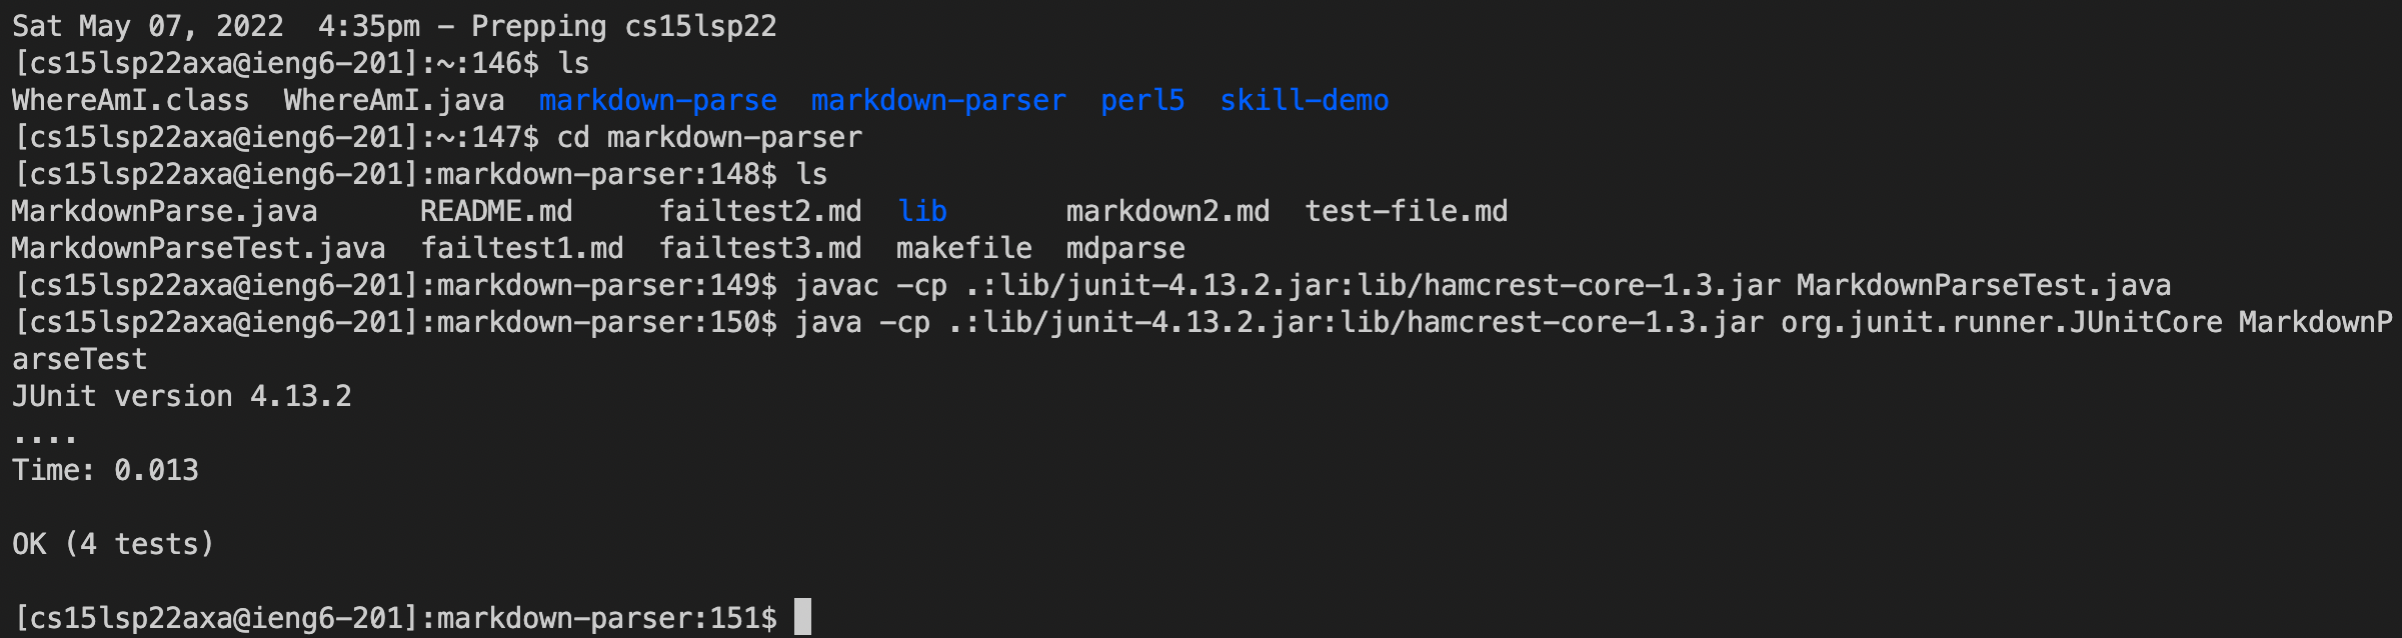 Sat May 07, 2022  4:35pm - Prepping cs15lsp22
[cs15lsp22axa@ieng6-201]:~:146$ ls
WhereAmI.class  WhereAmI.java  markdown-parse  markdown-parser  perl5  skill-demo
[cs15lsp22axa@ieng6-201]:~:147$ cd markdown-parser
[cs15lsp22axa@ieng6-201]:markdown-parser:148$ ls
MarkdownParse.java      README.md     failtest2.md  lib       markdown2.md  test-file.md
MarkdownParseTest.java  failtest1.md  failtest3.md  makefile  mdparse
[cs15lsp22axa@ieng6-201]:markdown-parser:149$ javac -cp .:lib/junit-4.13.2.jar:lib/hamcrest-core-1.3.jar MarkdownParseTest.java
[cs15lsp22axa@ieng6-201]:markdown-parser:150$ java -cp .:lib/junit-4.13.2.jar:lib/hamcrest-core-1.3.jar org.junit.runner.JUnitCore MarkdownP
arseTest
JUnit version 4.13.2
....
Time: 0.013
OK (4 tests)
[cs15lsp22axa@ieng6-201]:markdown-parser:151$